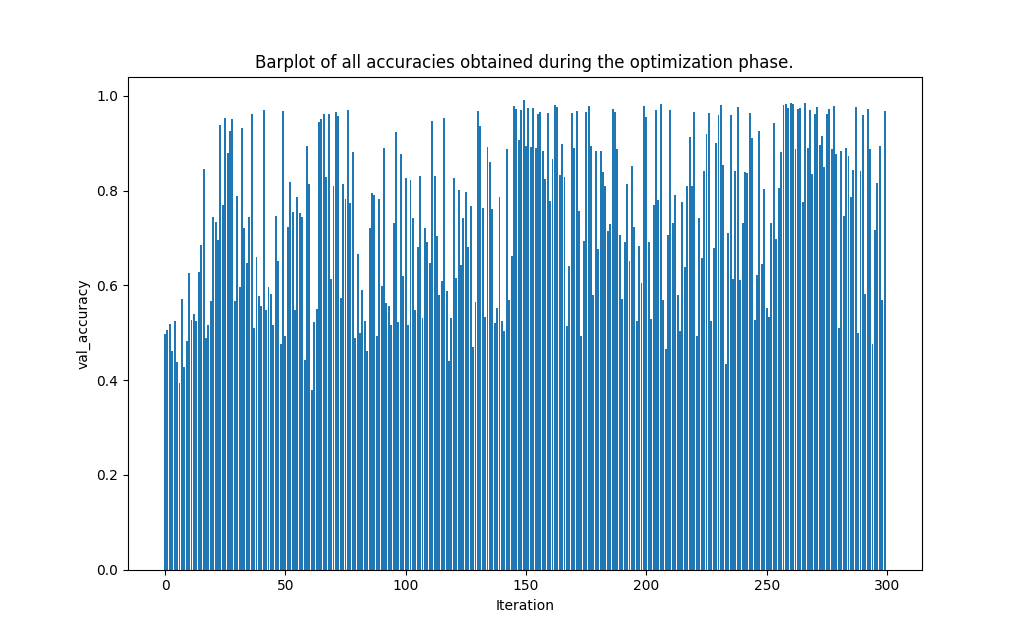 Barplot of all accuracies obtained during the optimization phase.
1.0
0.8
0.6
0.4
0.2
0.0
val_accuracy
0 50 100 150 200 250 300
Iteration